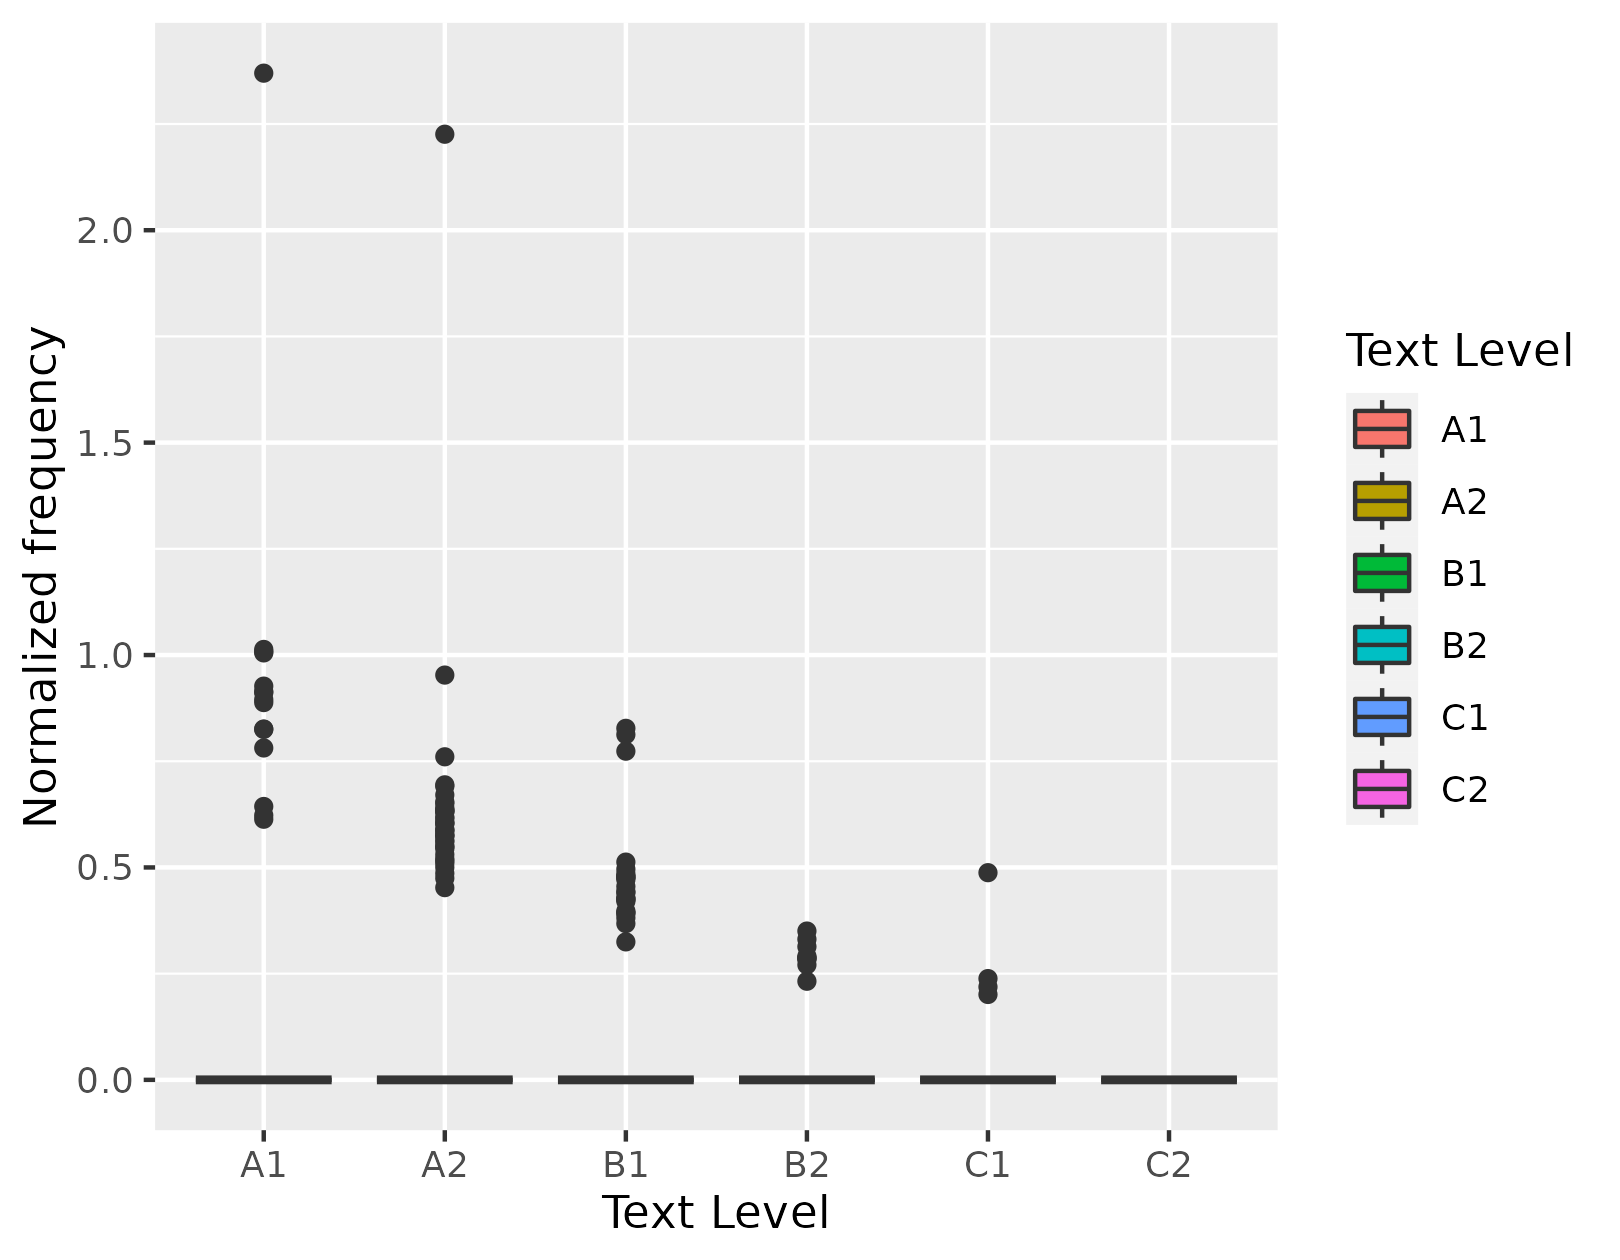 2.0
1.5
1.0
0.5
0.0
Normalized frequency
A1 A2 B1 B2 C1 C2
Text Level
Text Level
A1
A2
B1
B2
C1
C2